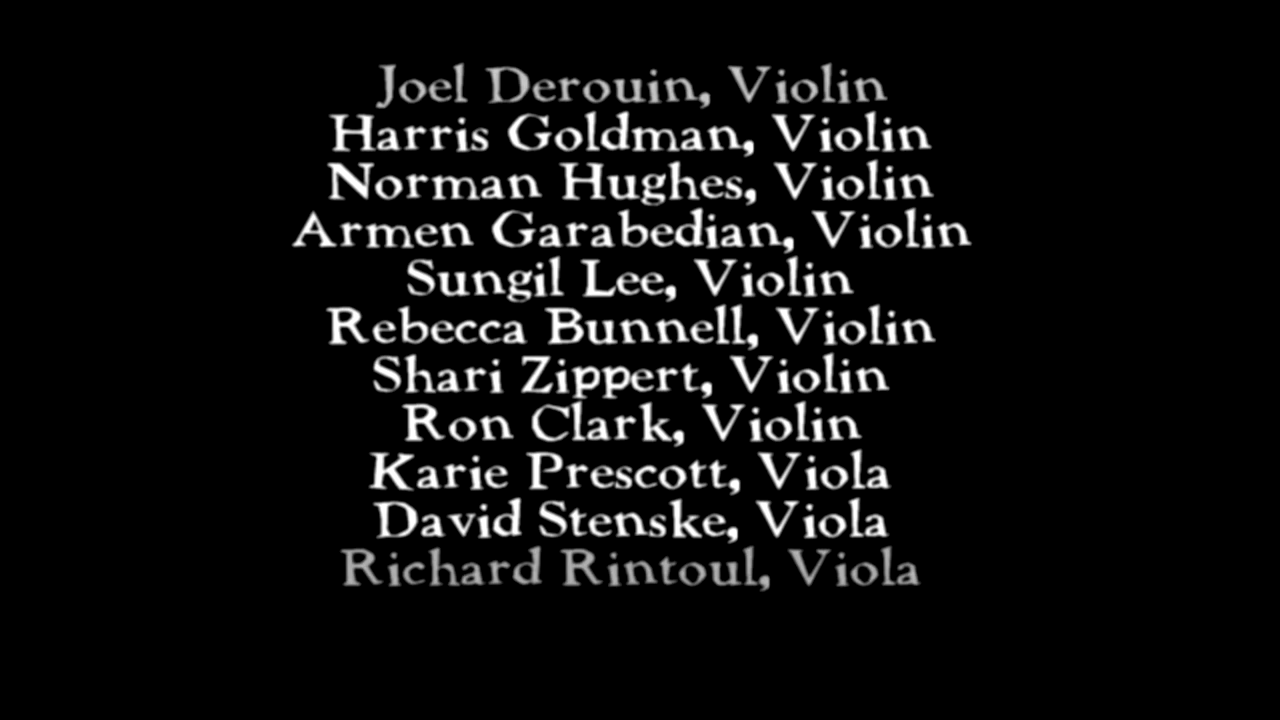 Joel Derouin, Violin
Harris Goldman, Violin
Norman Hughes, Violin
Armen Garabedian, Violin
Sungil Lee, Violin
Rebecca Bunnell, Violin
Shari Zippert, Violin
Ron Clark, Violin
Karie Prescott, Viola
David Stenske, Viola
Richard Rintoul, Viola